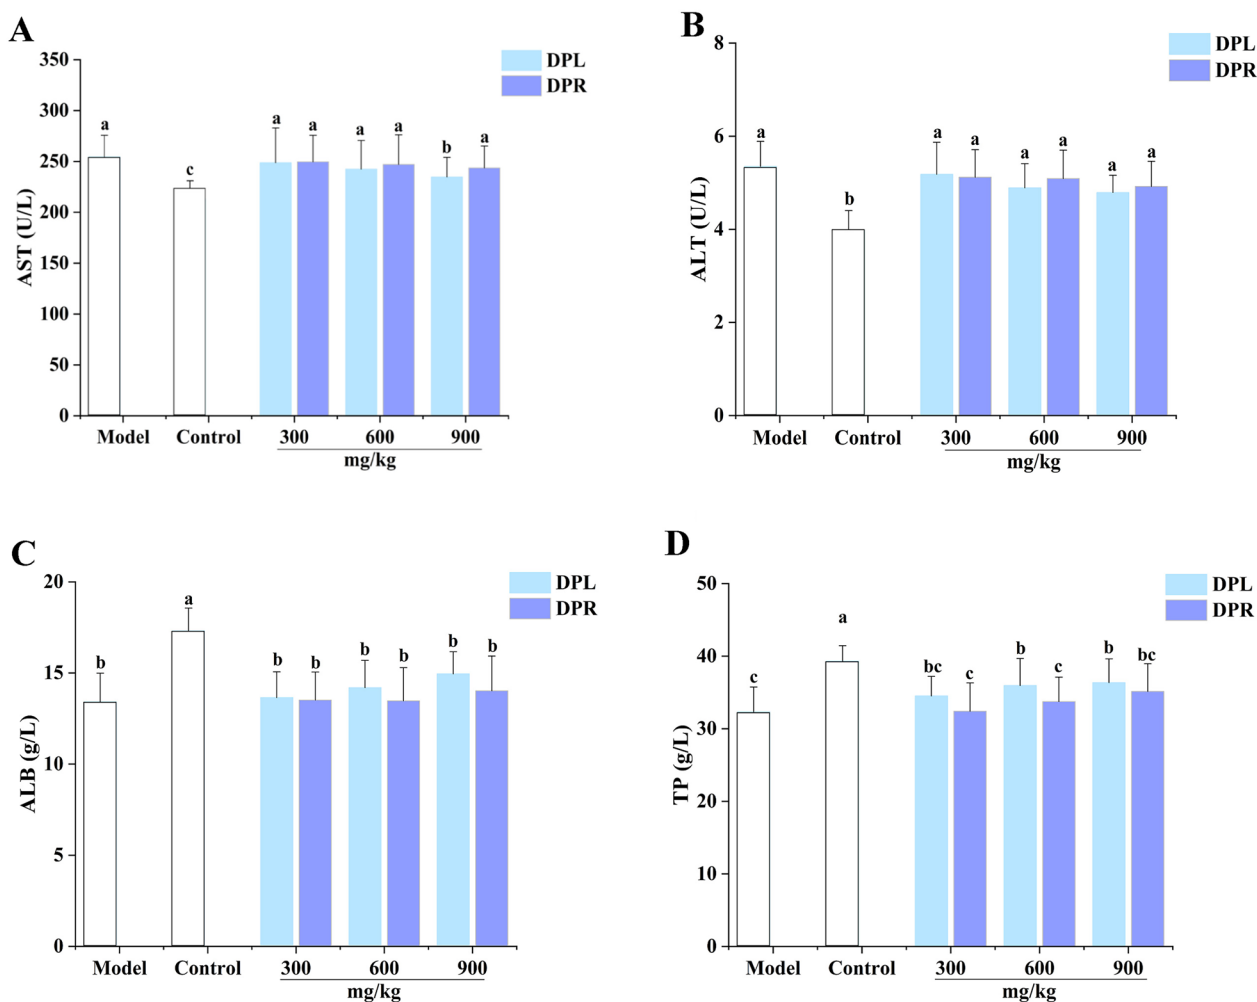 A
DPL
DPR
AST (U/L)
350
300
250
200
150
100
50
0
a
c
a
a
a
a
b
a
Model
Control
300
600
900
mg/kg
B
DPL
DPR
ALT (U/L)
8
6
4
2
0
a
b
a
a
a
a
a
a
Model
Control
300
600
900
mg/kg
C
DPL
DPR
ALB (g/L)
20
15
10
5
0
b
a
b
b
b
b
b
b
Model
Control
300
600
900
mg/kg
D
DPL
DPR
TP (g/L)
50
40
30
20
10
0
c
a
bc
c
b
c
b
bc
Model
Control
300
600
900
mg/kg